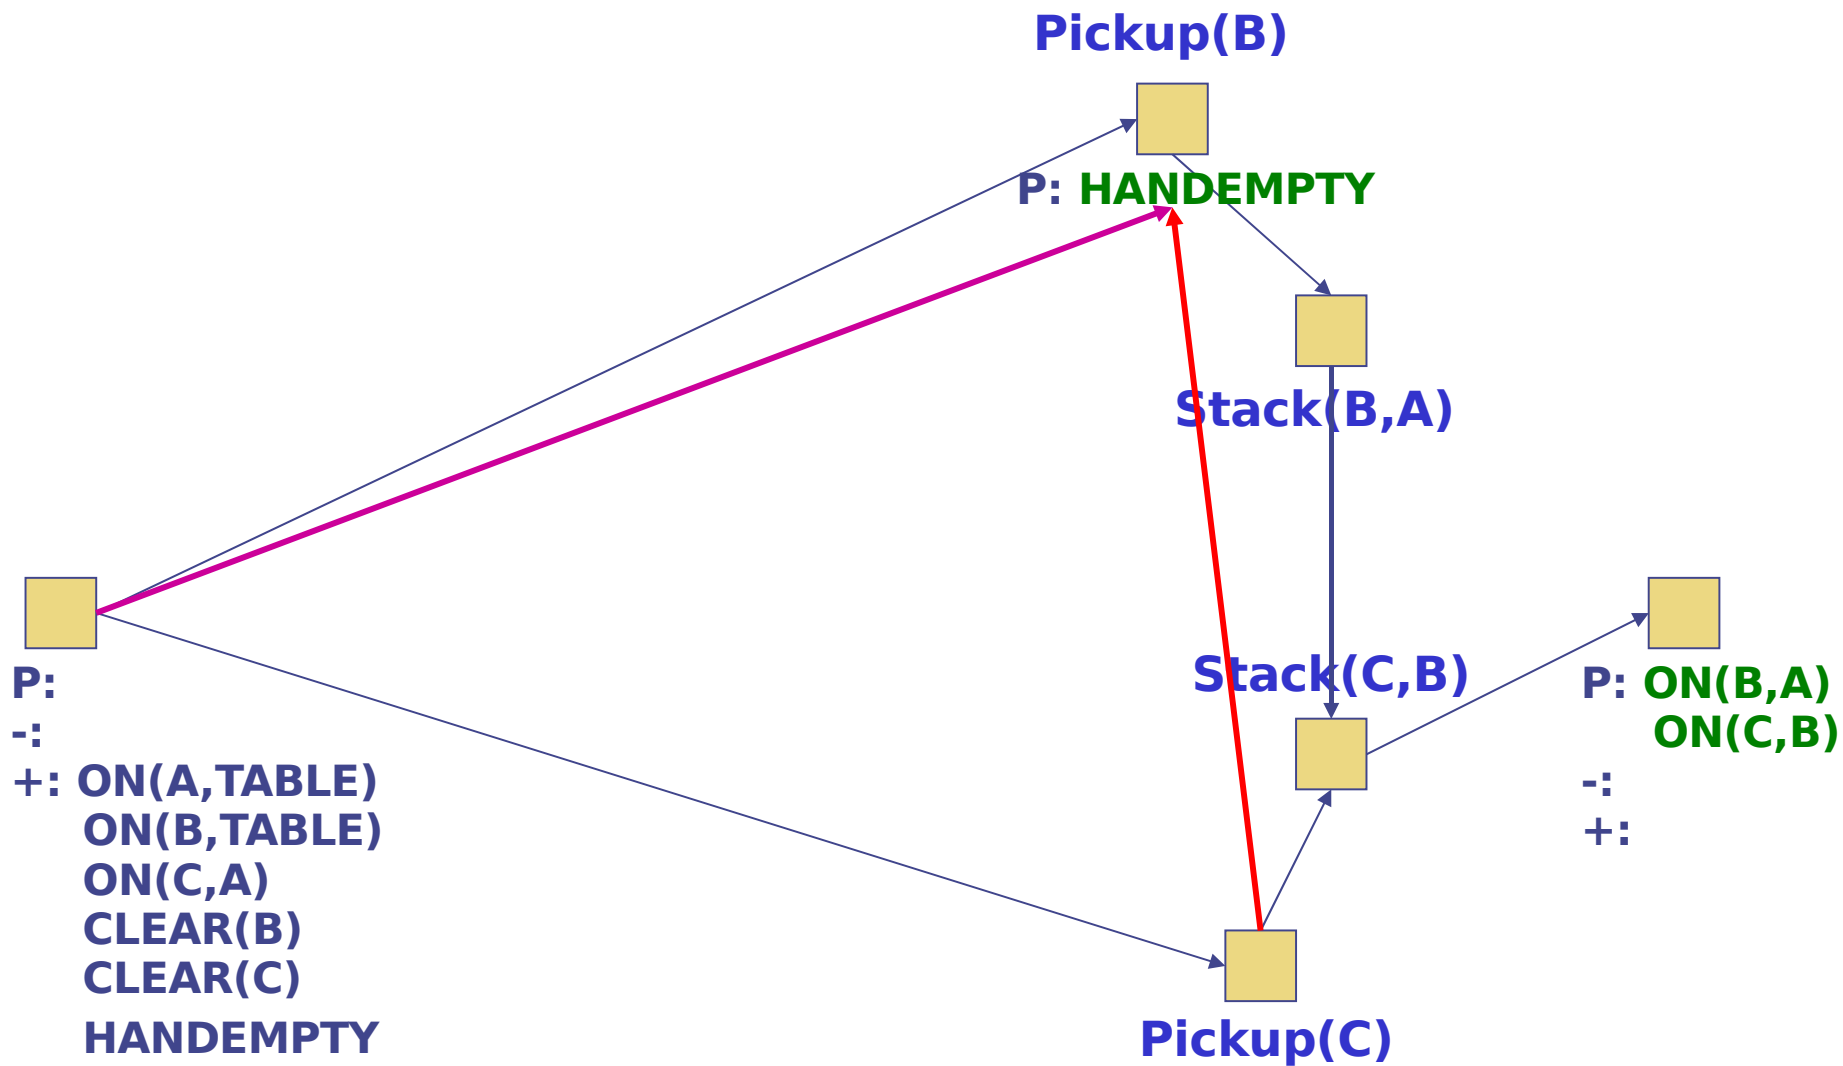 Pickup(B)
P: HANDEMPTY
Stack(B,A)
Stack(C,B)
P:
-:
+: ON(A,TABLE)
ON(B,TABLE)
ON(C,A)
CLEAR(B)
CLEAR(C)
HANDEMPTY
P: ON(B,A)
ON(C,B)
-:
+:
Pickup(C)